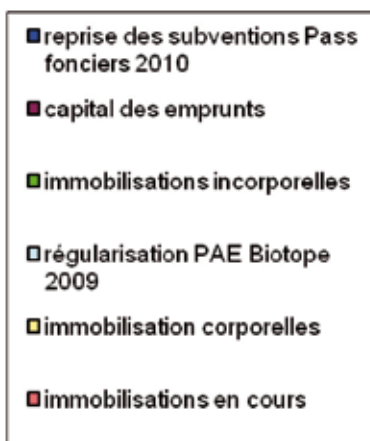 reprise des subventions Pass
fonciers 2010
capital des emprunts
immobilisations incorporelles
régularisation PAE Biotope
2009
immobilisation corporelles
immobilisations en cours